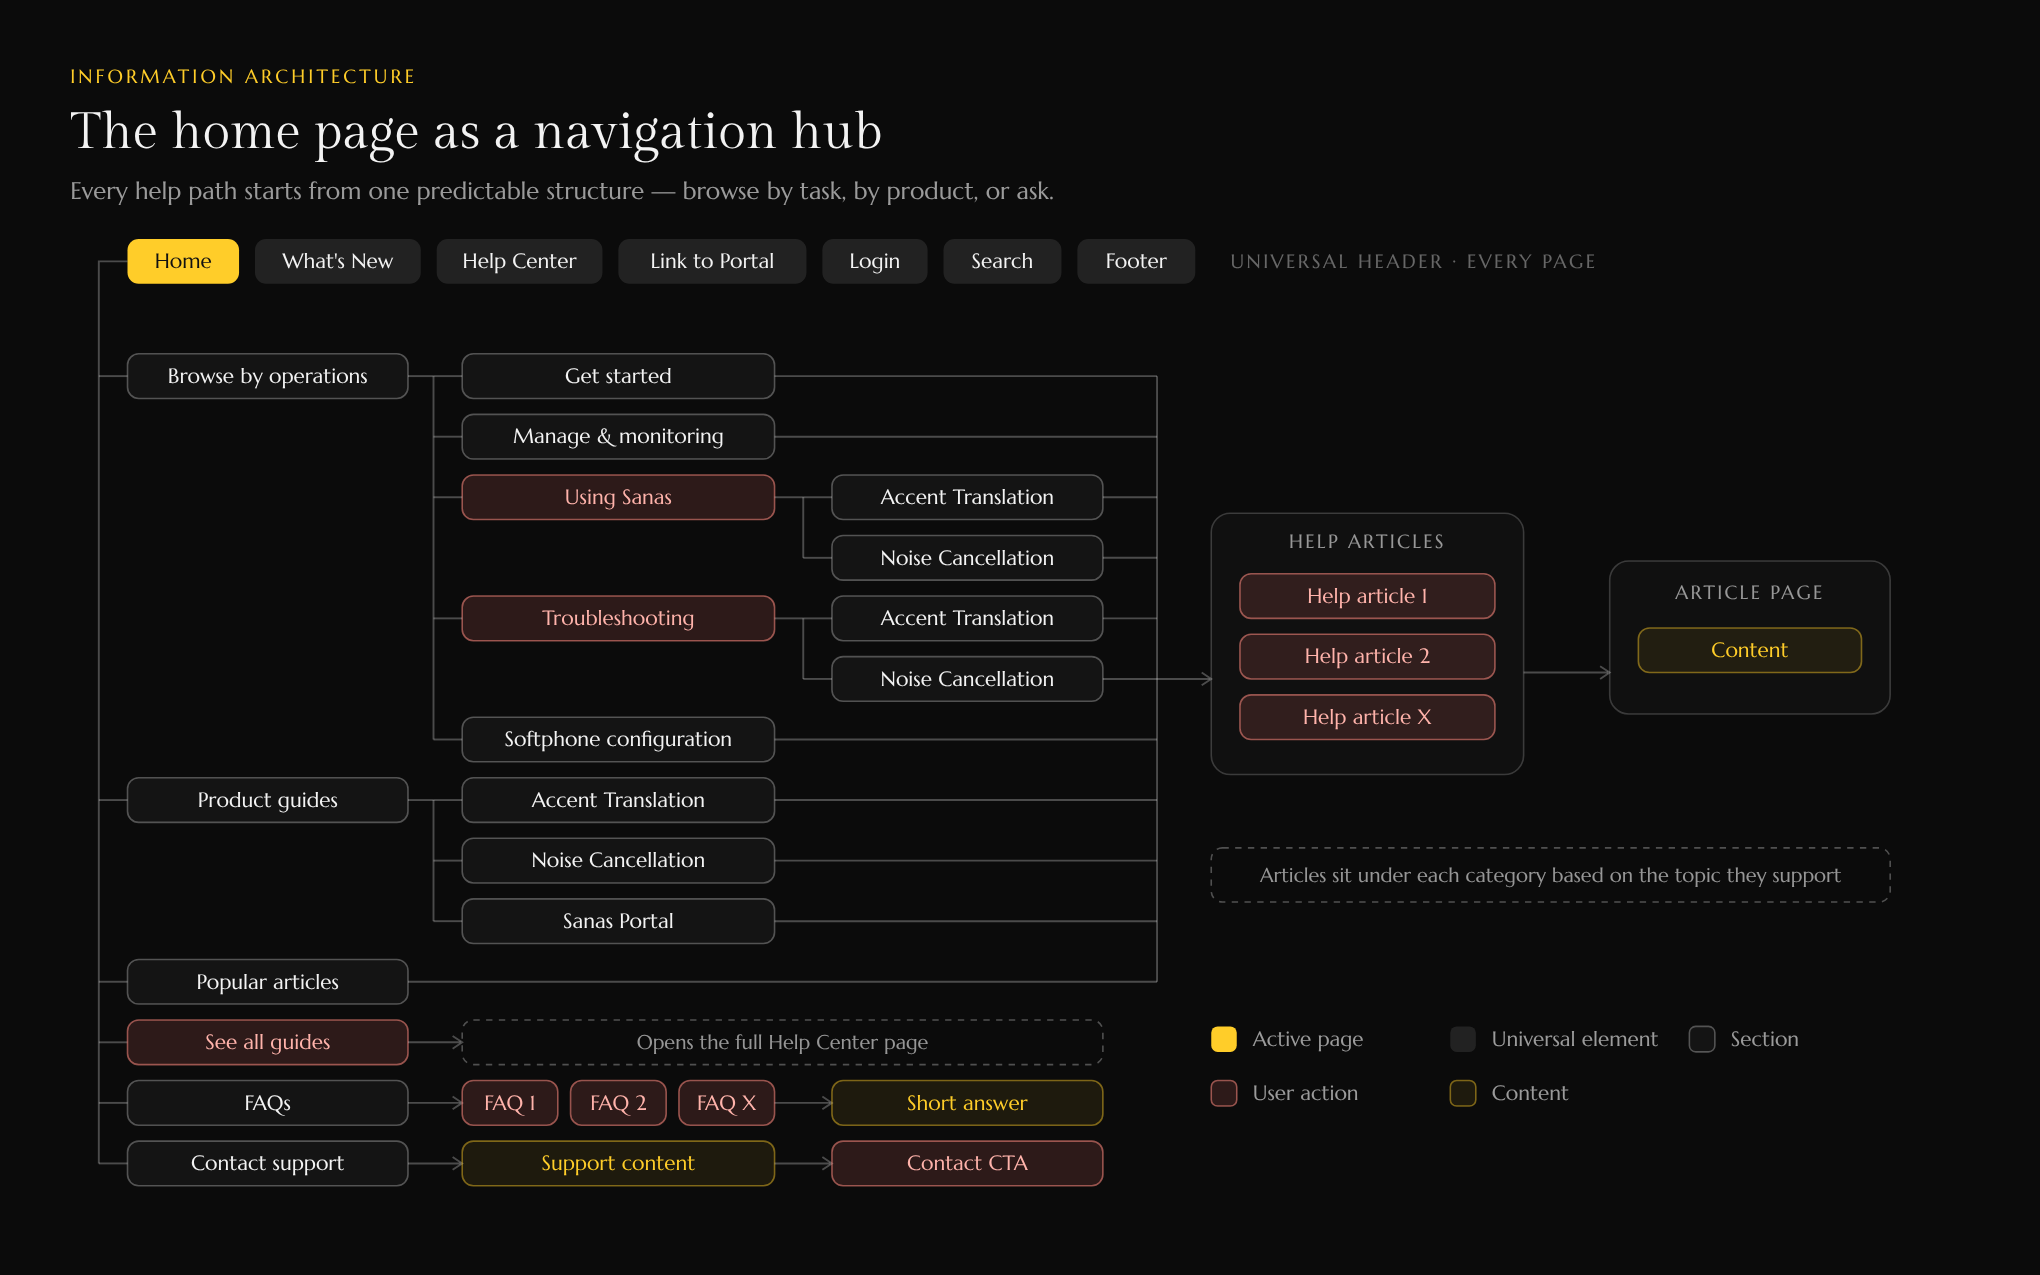 INFORMATION ARCHITECTURE
The home page as a navigation hub
Every help path starts from one predictable structure — browse by task, by product, or ask.
Home
What's New
Help Center
Link to Portal
Login
Search
Footer
UNIVERSAL HEADER · EVERY PAGE
Browse by operations
Get started
Manage & monitoring
Using Sanas
Accent Translation
Noise Cancellation
Troubleshooting
Accent Translation
Noise Cancellation
Softphone configuration
Product guides
Accent Translation
Noise Cancellation
Sanas Portal
Popular articles
See all guides
Opens the full Help Center page
FAQs
FAQ 1
FAQ 2
FAQ X
Short answer
Contact support
Support content
Contact CTA
HELP ARTICLES
Help article 1
Help article 2
Help article X
ARTICLE PAGE
Content
Articles sit under each category based on the topic they support
Active page
Universal element
Section
User action
Content